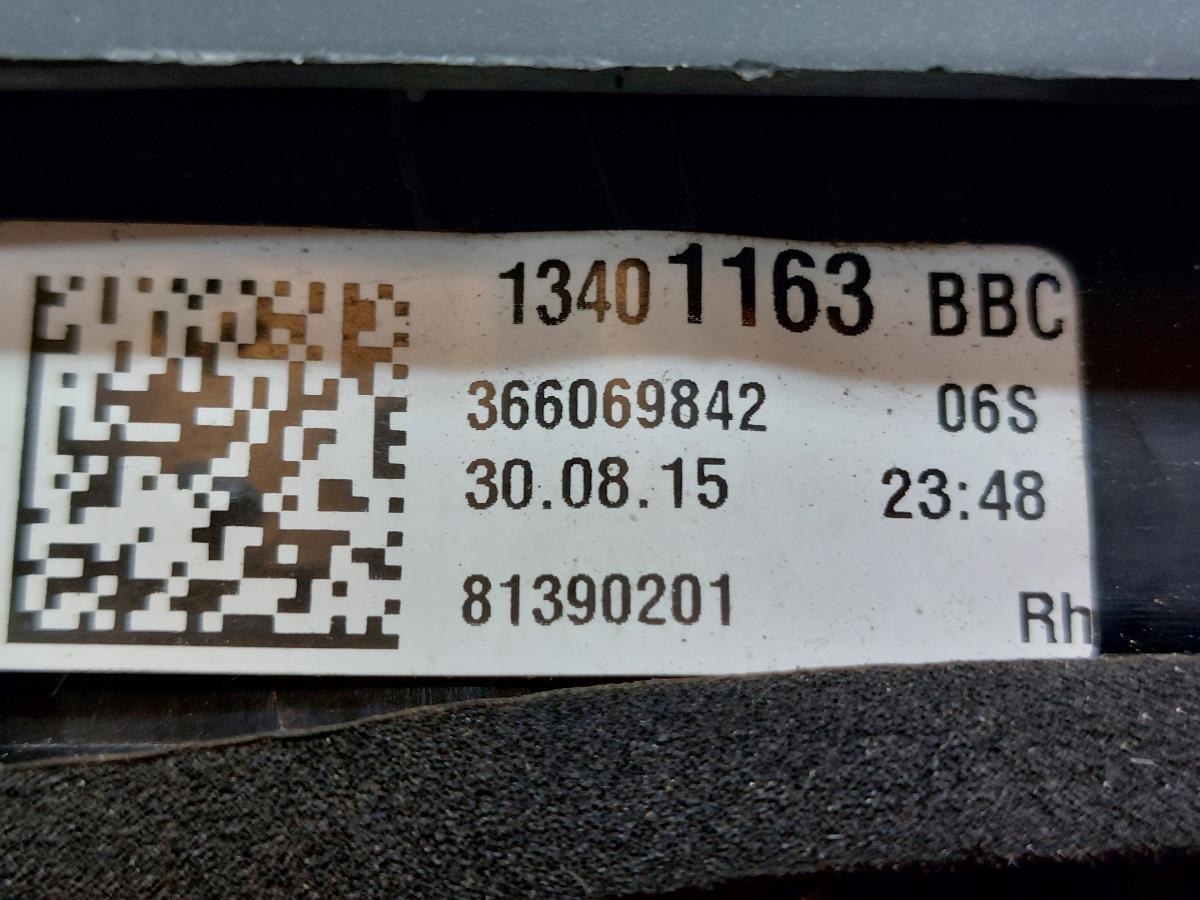 13401163 BBC
366069842 06S
30.08.15 23:48
81390201 Rh